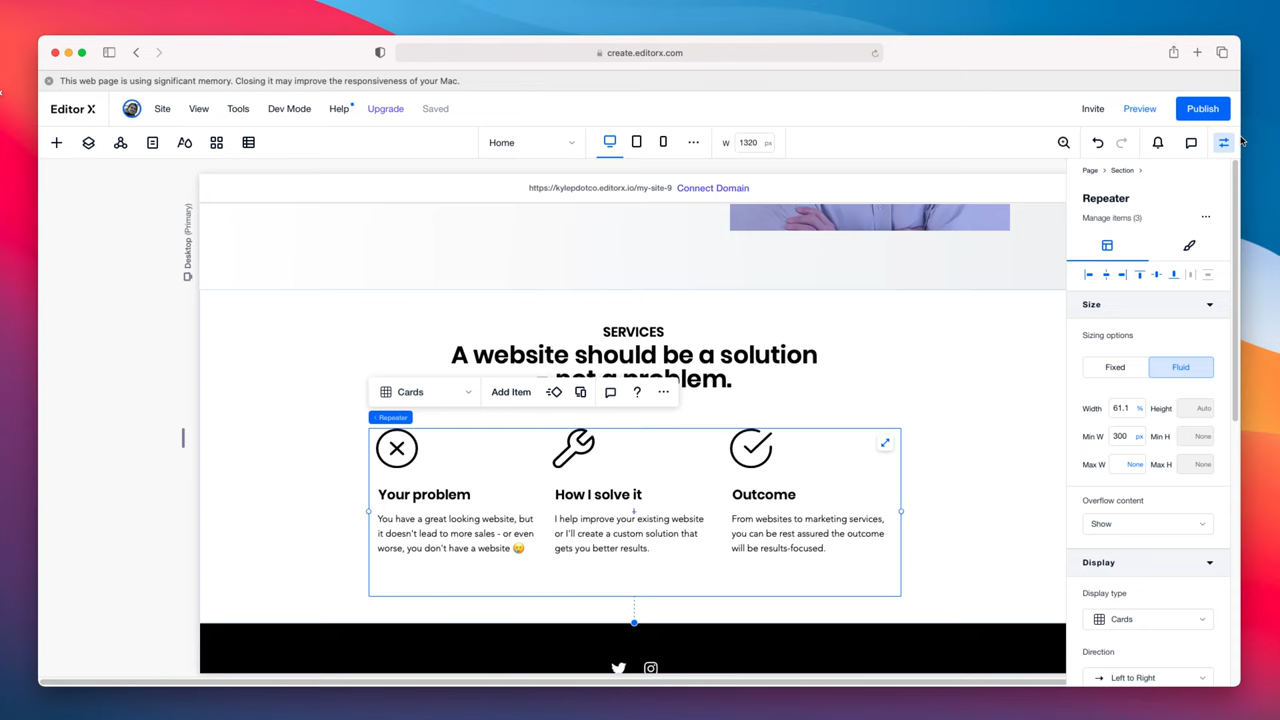 create.editorx.com
This web page is using significant memory. Closing it may improve the responsiveness of your Mac.
Editor X Site View Tools Dev Mode Help Upgrade Saved Invite Preview Publish
Home W 1320 px
https://kylepdotco.editorx.io/my-site-9 Connect Domain
Desktop (Primary)
SERVICES
A website should be a solution
- not a problem.
Cards Add Item ?
Repeater
Your problem
You have a great looking website, but
it doesn't lead to more sales - or even
worse, you don't have a website 😢
How I solve it
I help improve your existing website
or I'll create a custom solution that
gets you better results.
Outcome
From websites to marketing services,
you can be rest assured the outcome
will be results-focused.
Page > Section >
Repeater
Manage items (3)
Size
Sizing options
Fixed Fluid
Width 61.1 % Height Auto
Min W 300 px Min H None
Max W None Max H None
Overflow content
Show
Display
Display type
Cards
Direction
Left to Right